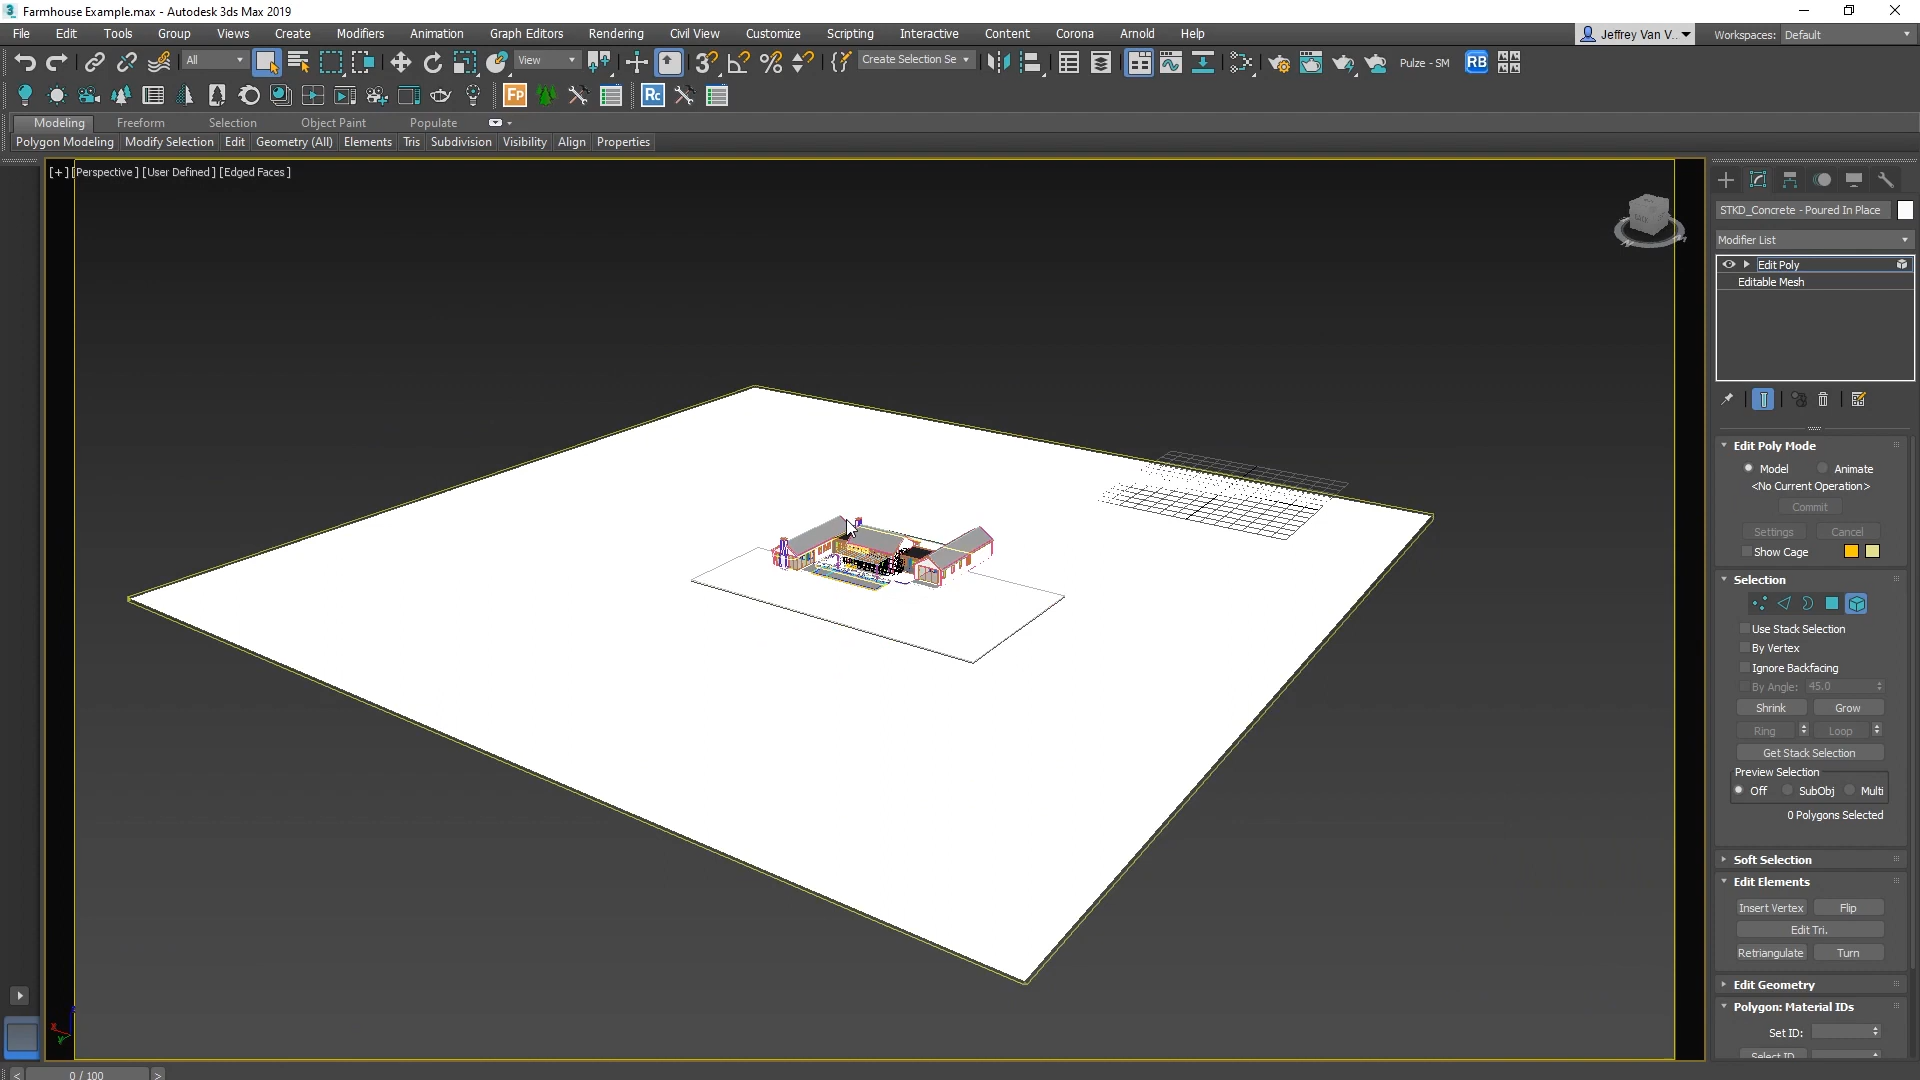 Farmhouse Example.max - Autodesk 3ds Max 2019
File Edit Tools Group Views Create Modifiers Animation Graph Editors Rendering Civil View Customize Scripting Interactive Content Corona Arnold Help Jeffrey Van V.. Workspaces: Default
All View 3 Create Selection Se Pulze - SM RB
Fp Rc
Modeling Freeform Selection Object Paint Populate
Polygon Modeling Modify Selection Edit Geometry (All) Elements Tris Subdivision Visibility Align Properties
[+] [Perspective ] [User Defined ] [Edged Faces ]
STKD_Concrete - Poured In Place
Modifier List
Edit Poly
Editable Mesh
Edit Poly Mode
Model Animate
<No Current Operation>
Commit
Settings Cancel
Show Cage
Selection
Use Stack Selection
By Vertex
Ignore Backfacing
By Angle: 45.0
Shrink Grow
Ring Loop
Get Stack Selection
Preview Selection
Off SubObj Multi
0 Polygons Selected
Soft Selection
Edit Elements
Insert Vertex Flip
Edit Tri.
Retriangulate Turn
Edit Geometry
Polygon: Material IDs
Set ID:
Select ID
< 0 / 100 >